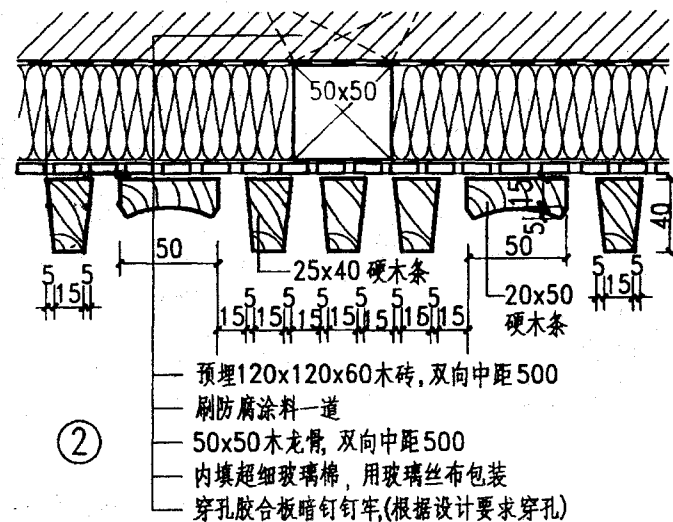 50x50
15
5
40
50
25x40 硬木条
50
5 5
15
20x50
硬木条
5 5
15
5 5 5 5 5 5
15 15 15 15 15 15 15
预埋120x120x60木砖,双向中距500
刷防腐涂料一道
50x50木龙骨,双向中距500
内填超细玻璃棉,用玻璃丝布包装
穿孔胶合板暗钉钉牢,(根据设计要求穿孔)
2